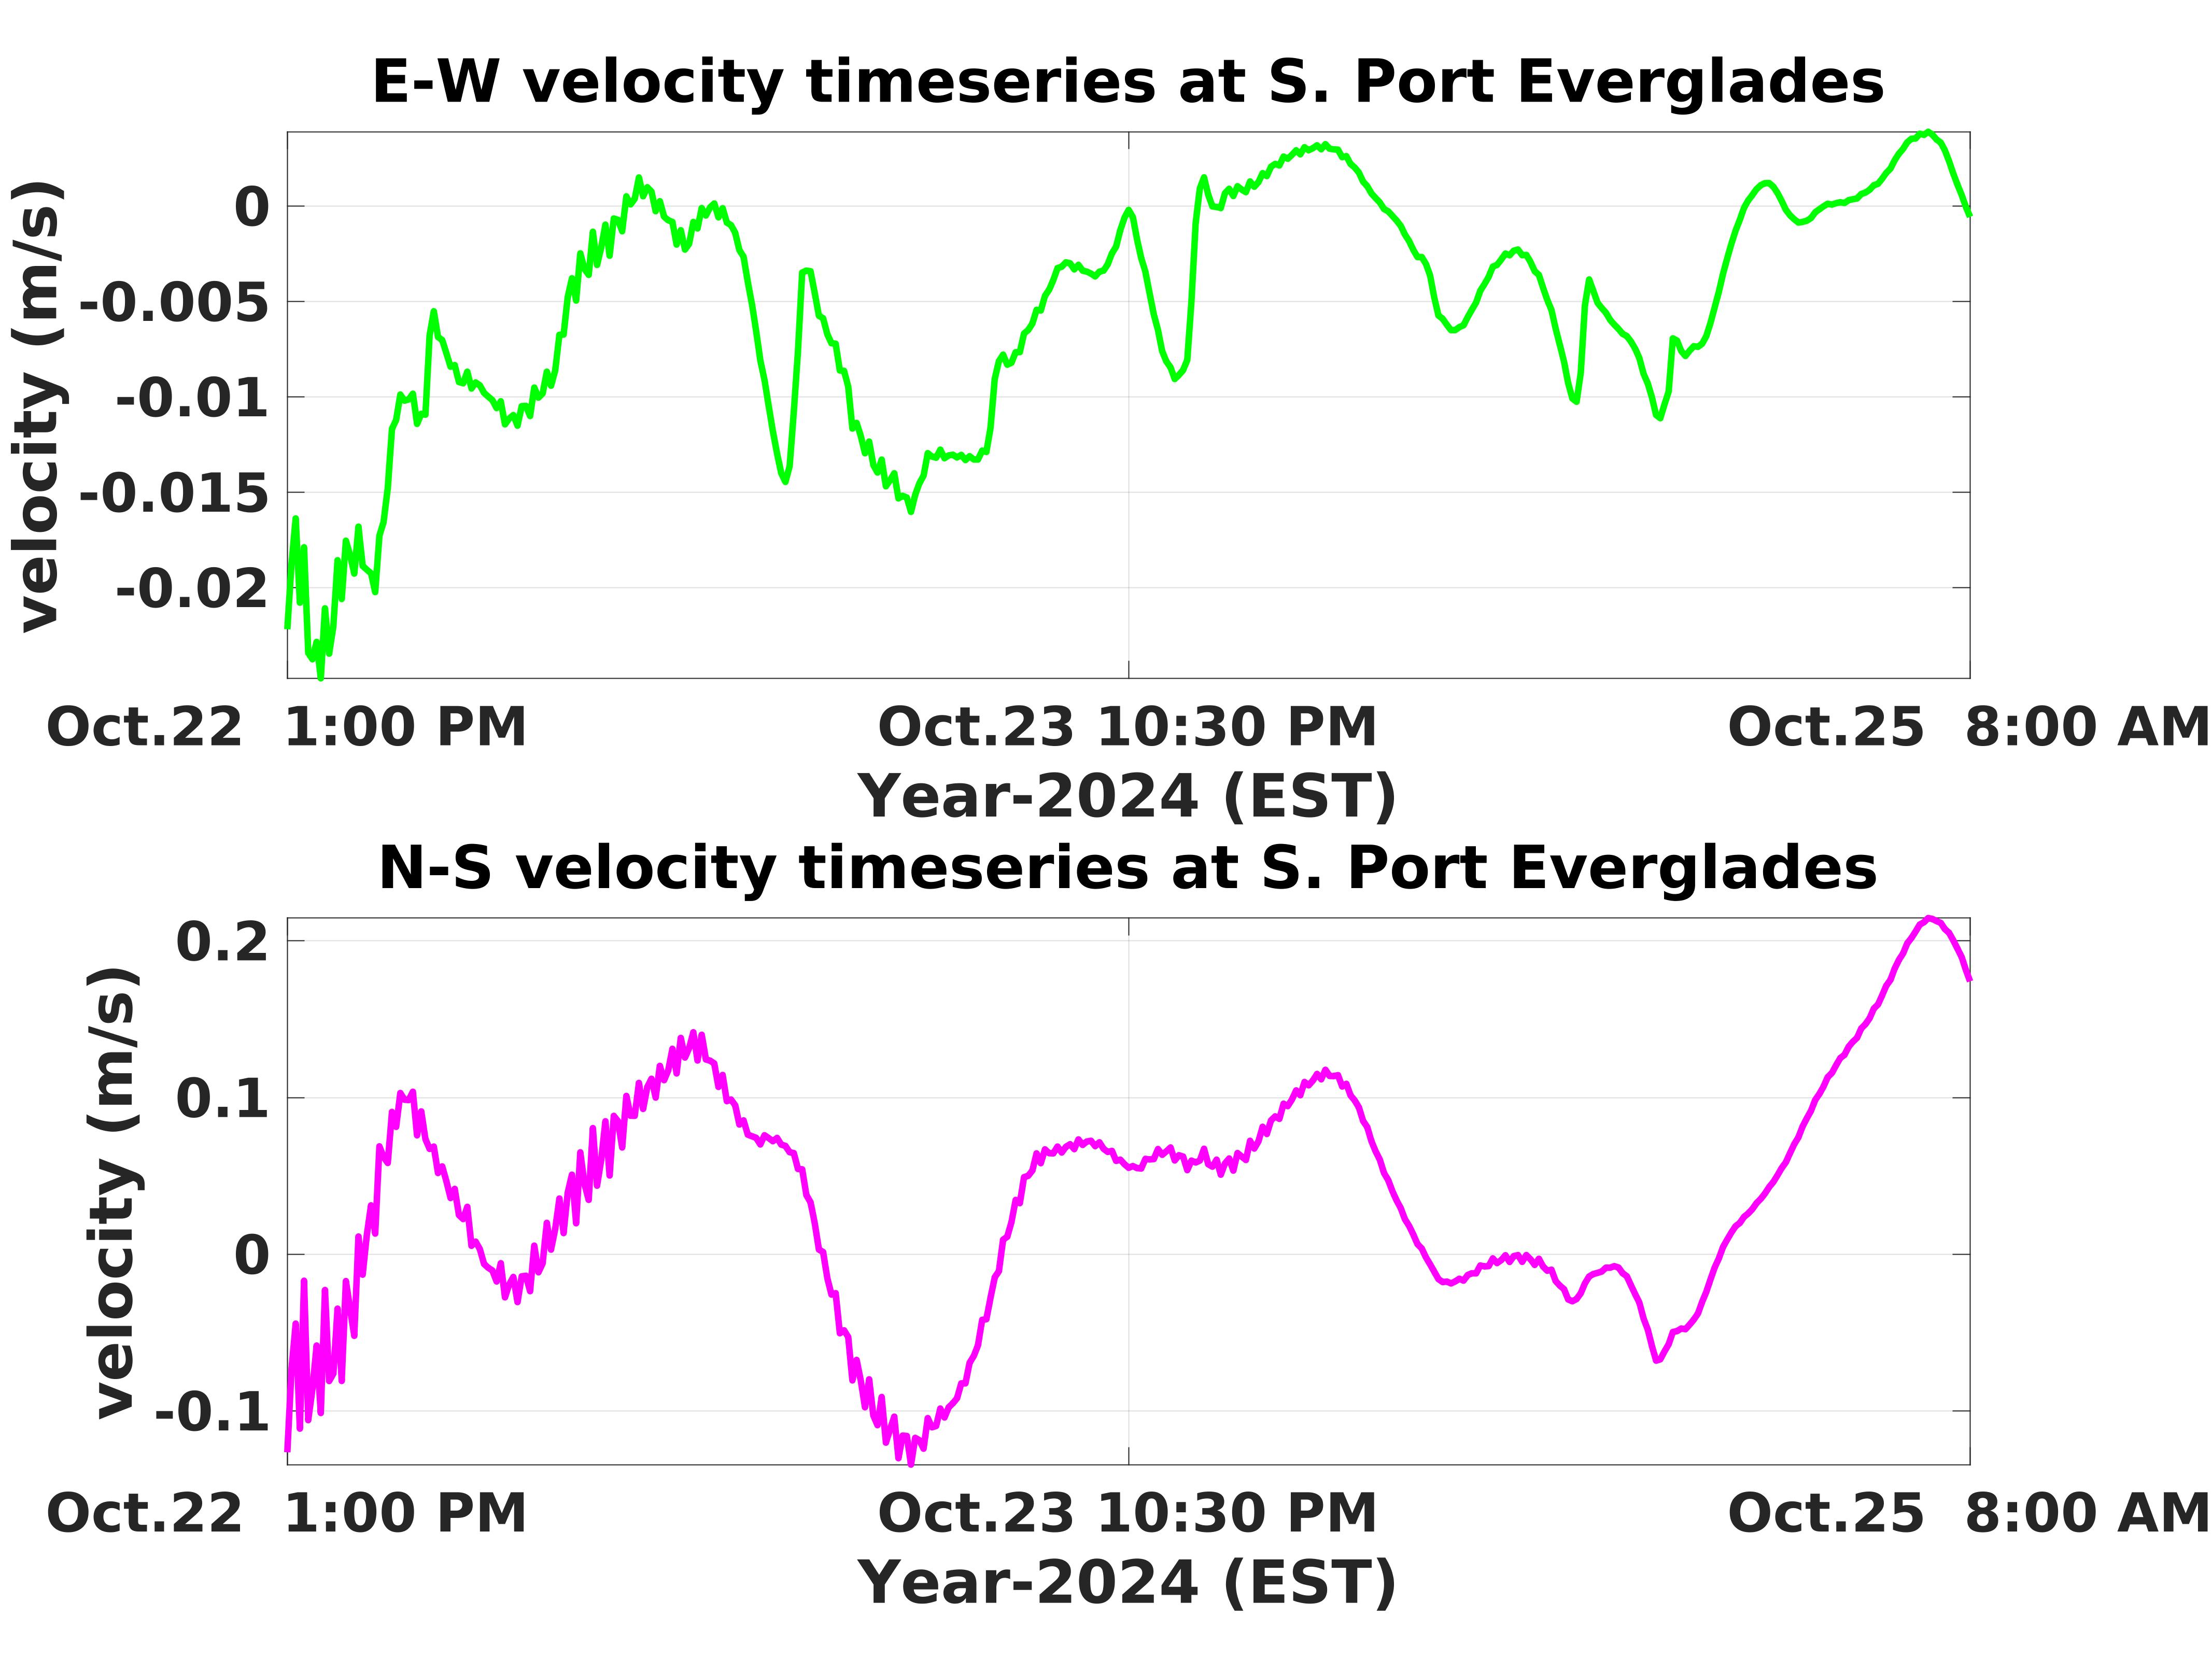 E-W velocity timeseries at S. Port Everglades
velocity (m/s)
0
-0.005
-0.01
-0.015
-0.02
Oct.22  1:00 PM
Oct.23 10:30 PM
Oct.25  8:00 AM
Year-2024 (EST)
N-S velocity timeseries at S. Port Everglades
velocity (m/s)
0.2
0.1
0
-0.1
Oct.22  1:00 PM
Oct.23 10:30 PM
Oct.25  8:00 AM
Year-2024 (EST)